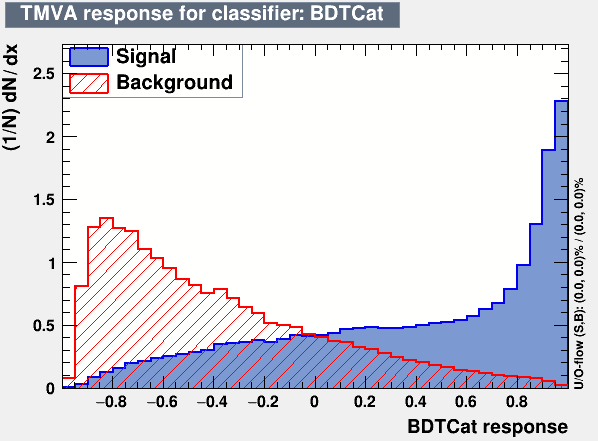 TMVA response for classifier: BDTCat
(1/N) dN / dx
Signal
Background
2.5
2
1.5
1
0.5
0
−0.8 −0.6 −0.4 −0.2 0 0.2 0.4 0.6 0.8
BDTCat response
U/O-flow (S,B): (0.0, 0.0)% / (0.0, 0.0)%